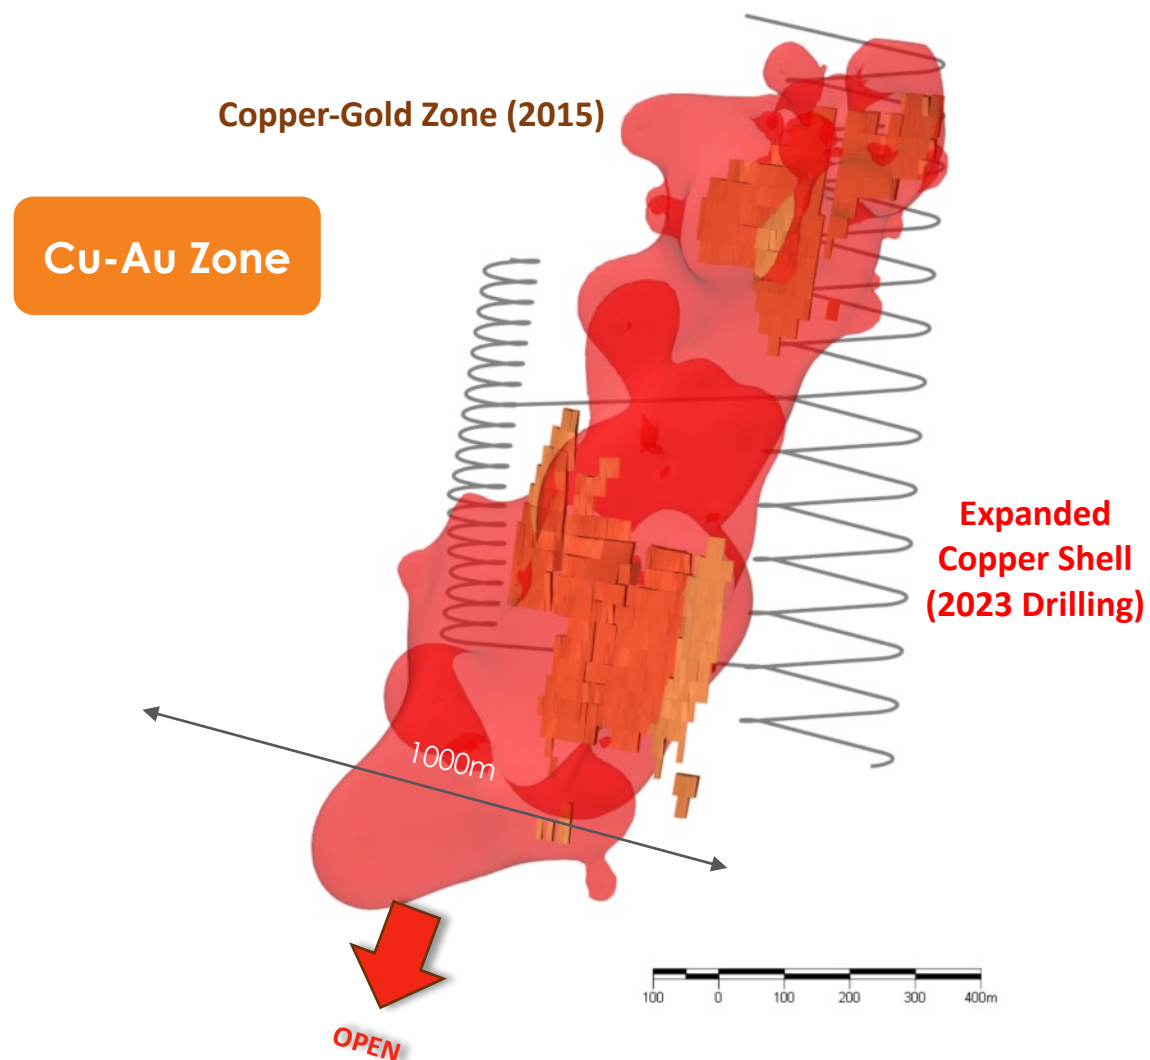 Copper-Gold Zone (2015)
Cu-Au Zone
Expanded
Copper Shell
(2023 Drilling)
1000m
100 0 100 200 300 400m
OPEN